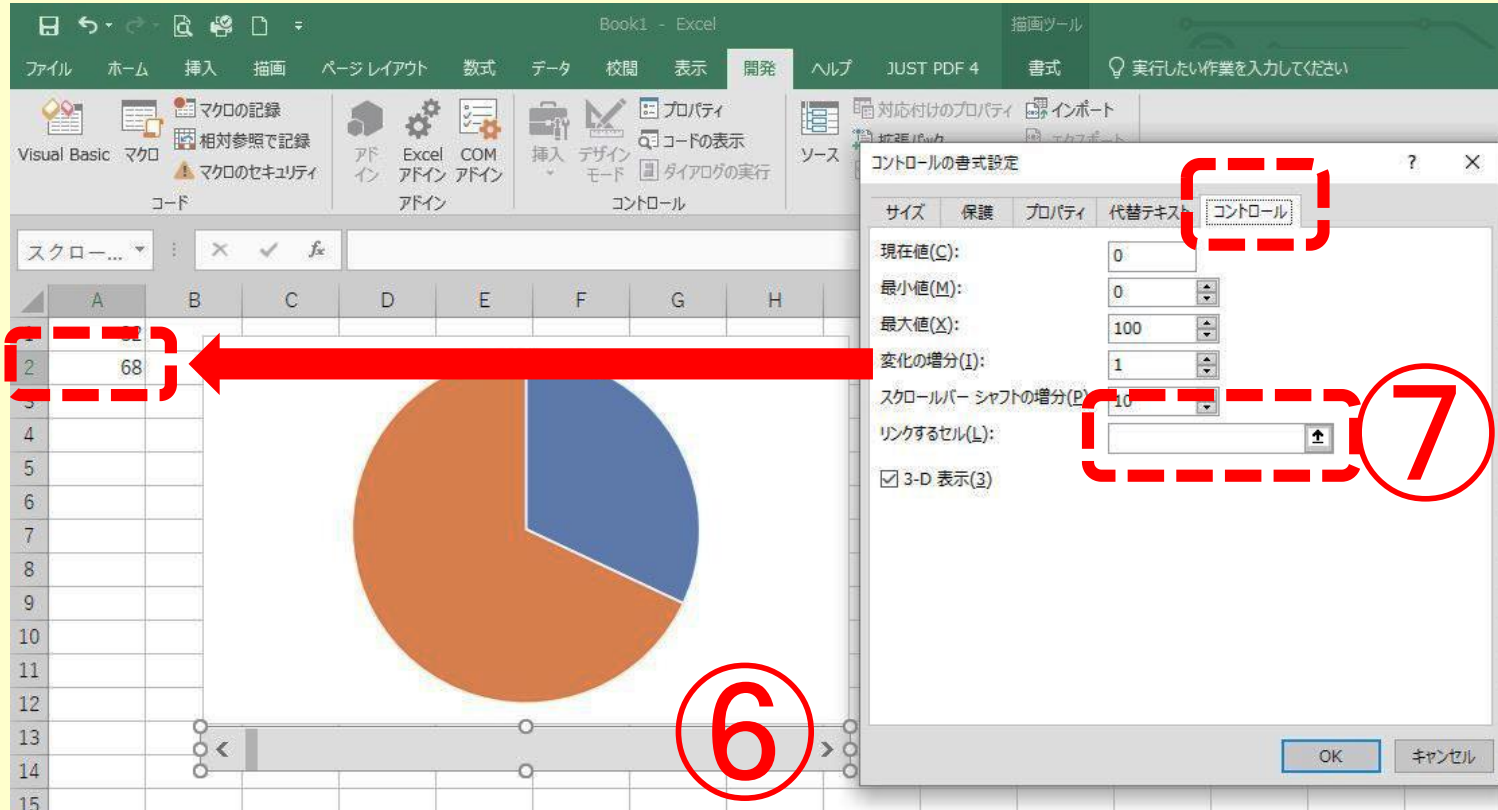 Book1 - Excel
描画ツール
ファイル ホーム 挿入 描画 ページ レイアウト 数式 データ 校閲 表示 開発 ヘルプ JUST PDF 4 書式 実行したい作業を入力してください
Visual Basic
マクロ
マクロの記録
相対参照で記録
マクロのセキュリティ
コード
アド
イン
Excel
アドイン
COM
アドイン
アドイン
挿入
デザイン
モード
プロパティ
コードの表示
ダイアログの実行
コントロール
ソース
対応付けのプロパティ
拡張パック
インポート
エクスポート
スクロー... fx
A B C D E F G H
1 32
2 68
3
4
5
6
7
8
9
10
11
12
13
14
15
⑥
コントロールの書式設定 ? ×
サイズ 保護 プロパティ 代替テキスト コントロール
現在値(C): 0
最小値(M): 0
最大値(X): 100
変化の増分(I): 1
スクロールバー シャフトの増分(P) 10
リンクするセル(L):
3-D 表示(3)
⑦
OK キャンセル